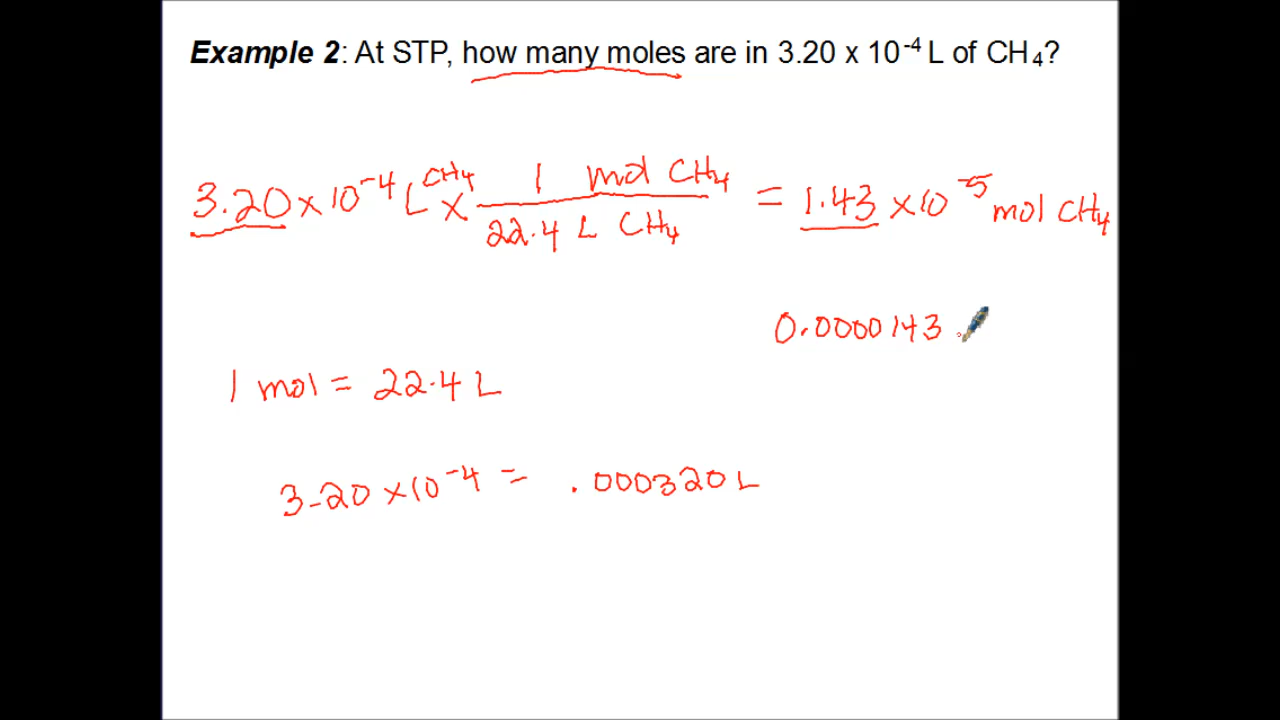 Example 2: At STP, how many moles are in 3.20 x 10⁻⁴ L of CH₄?
3.20 × 10⁻⁴ L CH₄ × 1 mol CH₄ / 22.4 L CH₄ = 1.43 × 10⁻⁵ mol CH₄
0.0000143
1 mol = 22.4 L
3.20 × 10⁻⁴ = .000320 L